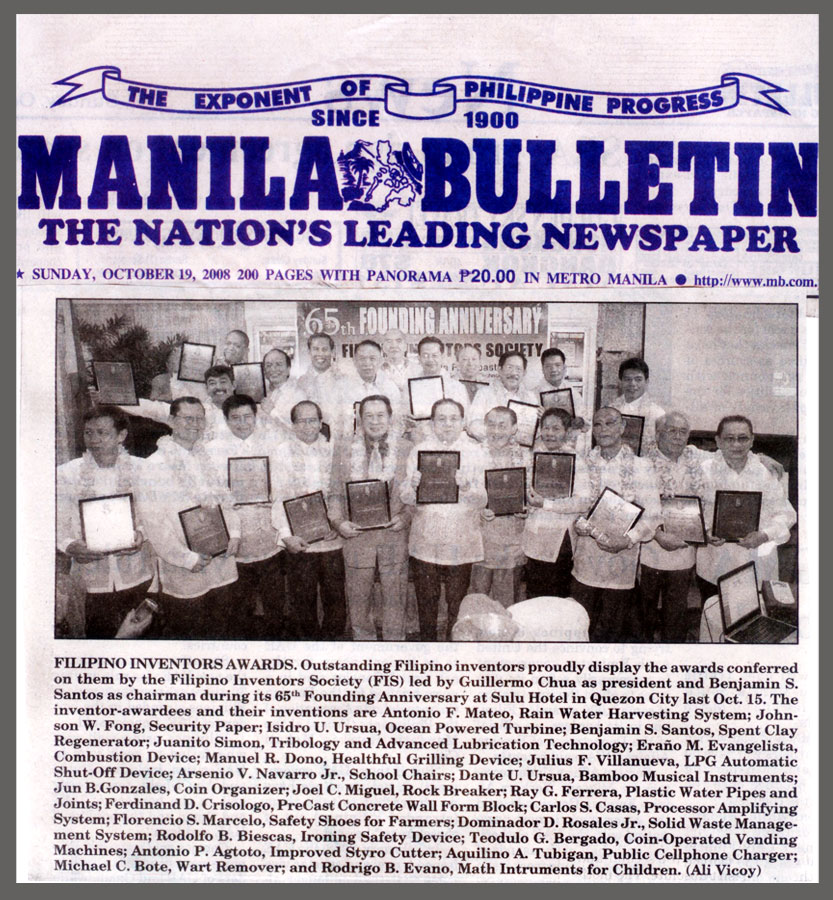 THE EXPONENT OF PHILIPPINE PROGRESS
SINCE 1900
MANILA BULLETIN
THE NATION'S LEADING NEWSPAPER
★ SUNDAY, OCTOBER 19, 2008 200 PAGES WITH PANORAMA ₱20.00 IN METRO MANILA ● http://www.mb.com.
65th FOUNDING ANNIVERSARY
SOCIETY
FILIPINO INVENTORS AWARDS. Outstanding Filipino inventors proudly display the awards conferred
on them by the Filipino Inventors Society (FIS) led by Guillermo Chua as president and Benjamin S.
Santos as chairman during its 65th Founding Anniversary at Sulu Hotel in Quezon City last Oct. 15. The
inventor-awardees and their inventions are Antonio F. Mateo, Rain Water Harvesting System; John-
son W. Fong, Security Paper; Isidro U. Ursua, Ocean Powered Turbine; Benjamin S. Santos, Spent Clay
Regenerator; Juanito Simon, Tribology and Advanced Lubrication Technology; Eraño M. Evangelista,
Combustion Device; Manuel R. Dono, Healthful Grilling Device; Julius F. Villanueva, LPG Automatic
Shut-Off Device; Arsenio V. Navarro Jr., School Chairs; Dante U. Ursua, Bamboo Musical Instruments;
Jun B.Gonzales, Coin Organizer; Joel C. Miguel, Rock Breaker; Ray G. Ferrera, Plastic Water Pipes and
Joints; Ferdinand D. Crisologo, PreCast Concrete Wall Form Block; Carlos S. Casas, Processor Amplifying
System; Florencio S. Marcelo, Safety Shoes for Farmers; Dominador D. Rosales Jr., Solid Waste Manage-
ment System; Rodolfo B. Biescas, Ironing Safety Device; Teodulo G. Bergado, Coin-Operated Vending
Machines; Antonio P. Agtoto, Improved Styro Cutter; Aquilino A. Tubigan, Public Cellphone Charger;
Michael C. Bote, Wart Remover; and Rodrigo B. Evano, Math Intruments for Children. (Ali Vicoy)